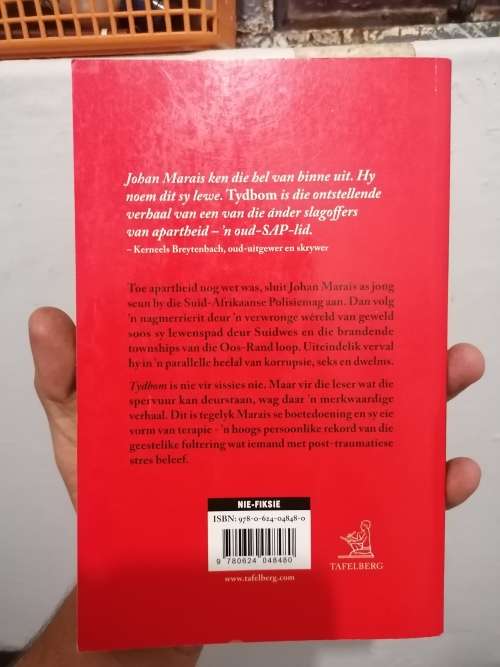 Johan Marais ken die hel van binne uit. Hy
noem dit sy lewe. Tydbom is die ontstellende
verhaal van een van die ánder slagoffers
van apartheid – 'n oud-SAP-lid.
– Kerneels Breytenbach, oud-uitgewer en skrywer
Toe apartheid nog wet was, sluit Johan Marais as jong
seun by die Suid-Afrikaanse Polisiemag aan. Dan volg
'n nagmerrierit deur 'n verwronge wêreld van geweld
soos sy lewenspad deur Suidwes en die brandende
townships van die Oos-Rand loop. Uiteindelik verval
hy in 'n parallelle heelal van korrupsie, seks en dwelms.
Tydbom is nie vir sissies nie. Maar vir die leser wat die
spervuur kan deurstaan, wag daar 'n merkwaardige
verhaal. Dit is tegelyk Marais se boetedoening en sy eie
vorm van terapie - 'n hoogs persoonlike rekord van die
geestelike foltering wat iemand met post-traumatiese
stres beleef.
NIE-FIKSIE
ISBN: 978-0-624-04848-0
9 780624 048480
www.tafelberg.com
TAFELBERG